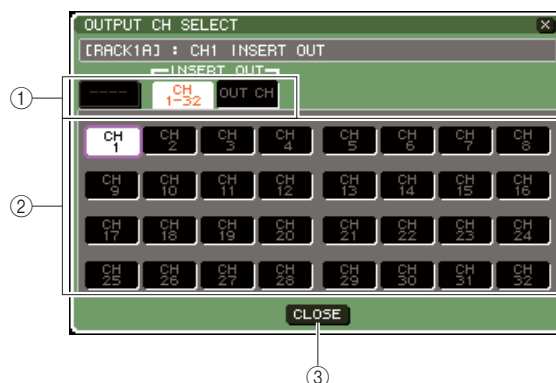 OUTPUT CH SELECT
[RACK1A] : CH1 INSERT OUT
INSERT OUT
① ---- CH 1-32 OUT CH
CH 1 CH 2 CH 3 CH 4 CH 5 CH 6 CH 7 CH 8
② CH 9 CH 10 CH 11 CH 12 CH 13 CH 14 CH 15 CH 16
CH 17 CH 18 CH 19 CH 20 CH 21 CH 22 CH 23 CH 24
CH 25 CH 26 CH 27 CH 28 CH 29 CH 30 CH 31 CH 32
CLOSE
③